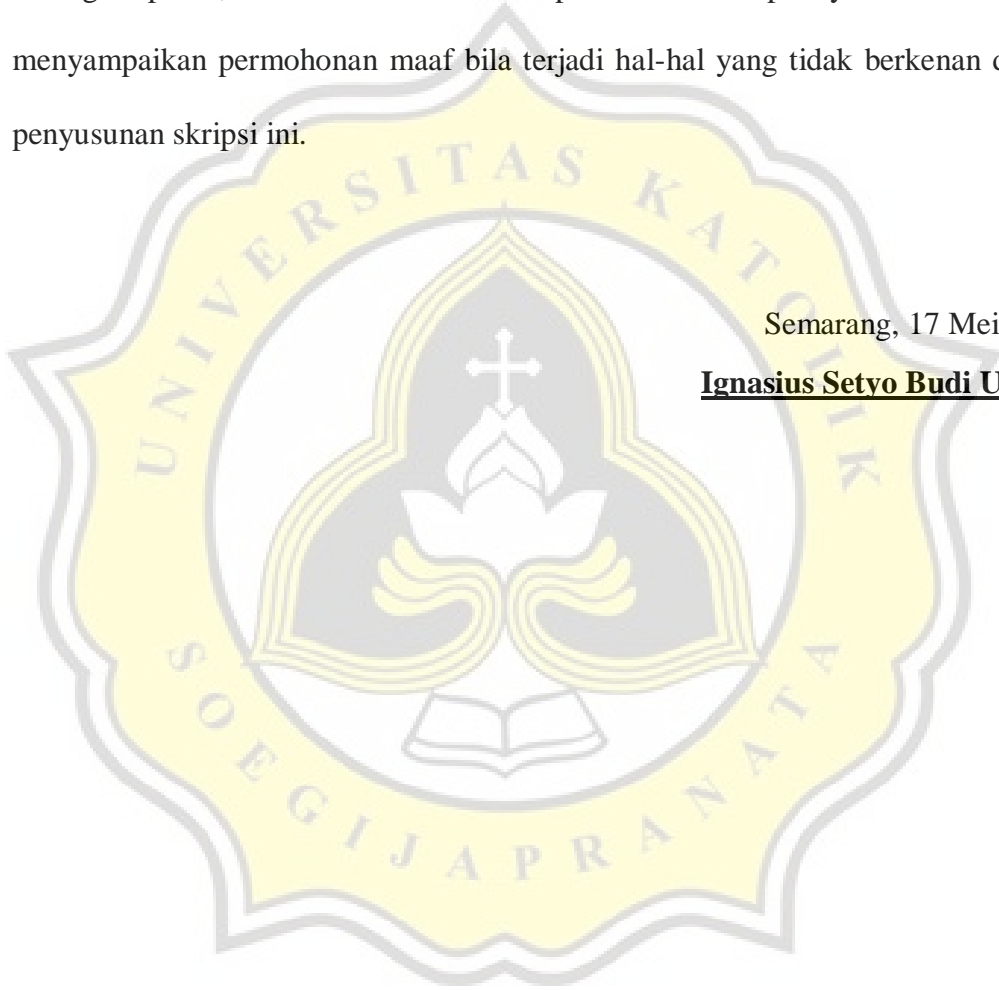 menyampaikan permohonan maaf bila terjadi hal-hal yang tidak berkenan
penyusunan skripsi ini.
UNIVERSITAS KATOLIK
Semarang, 17 Mei
Ignasius Setyo Budi U
SOEGIJAPRANATA